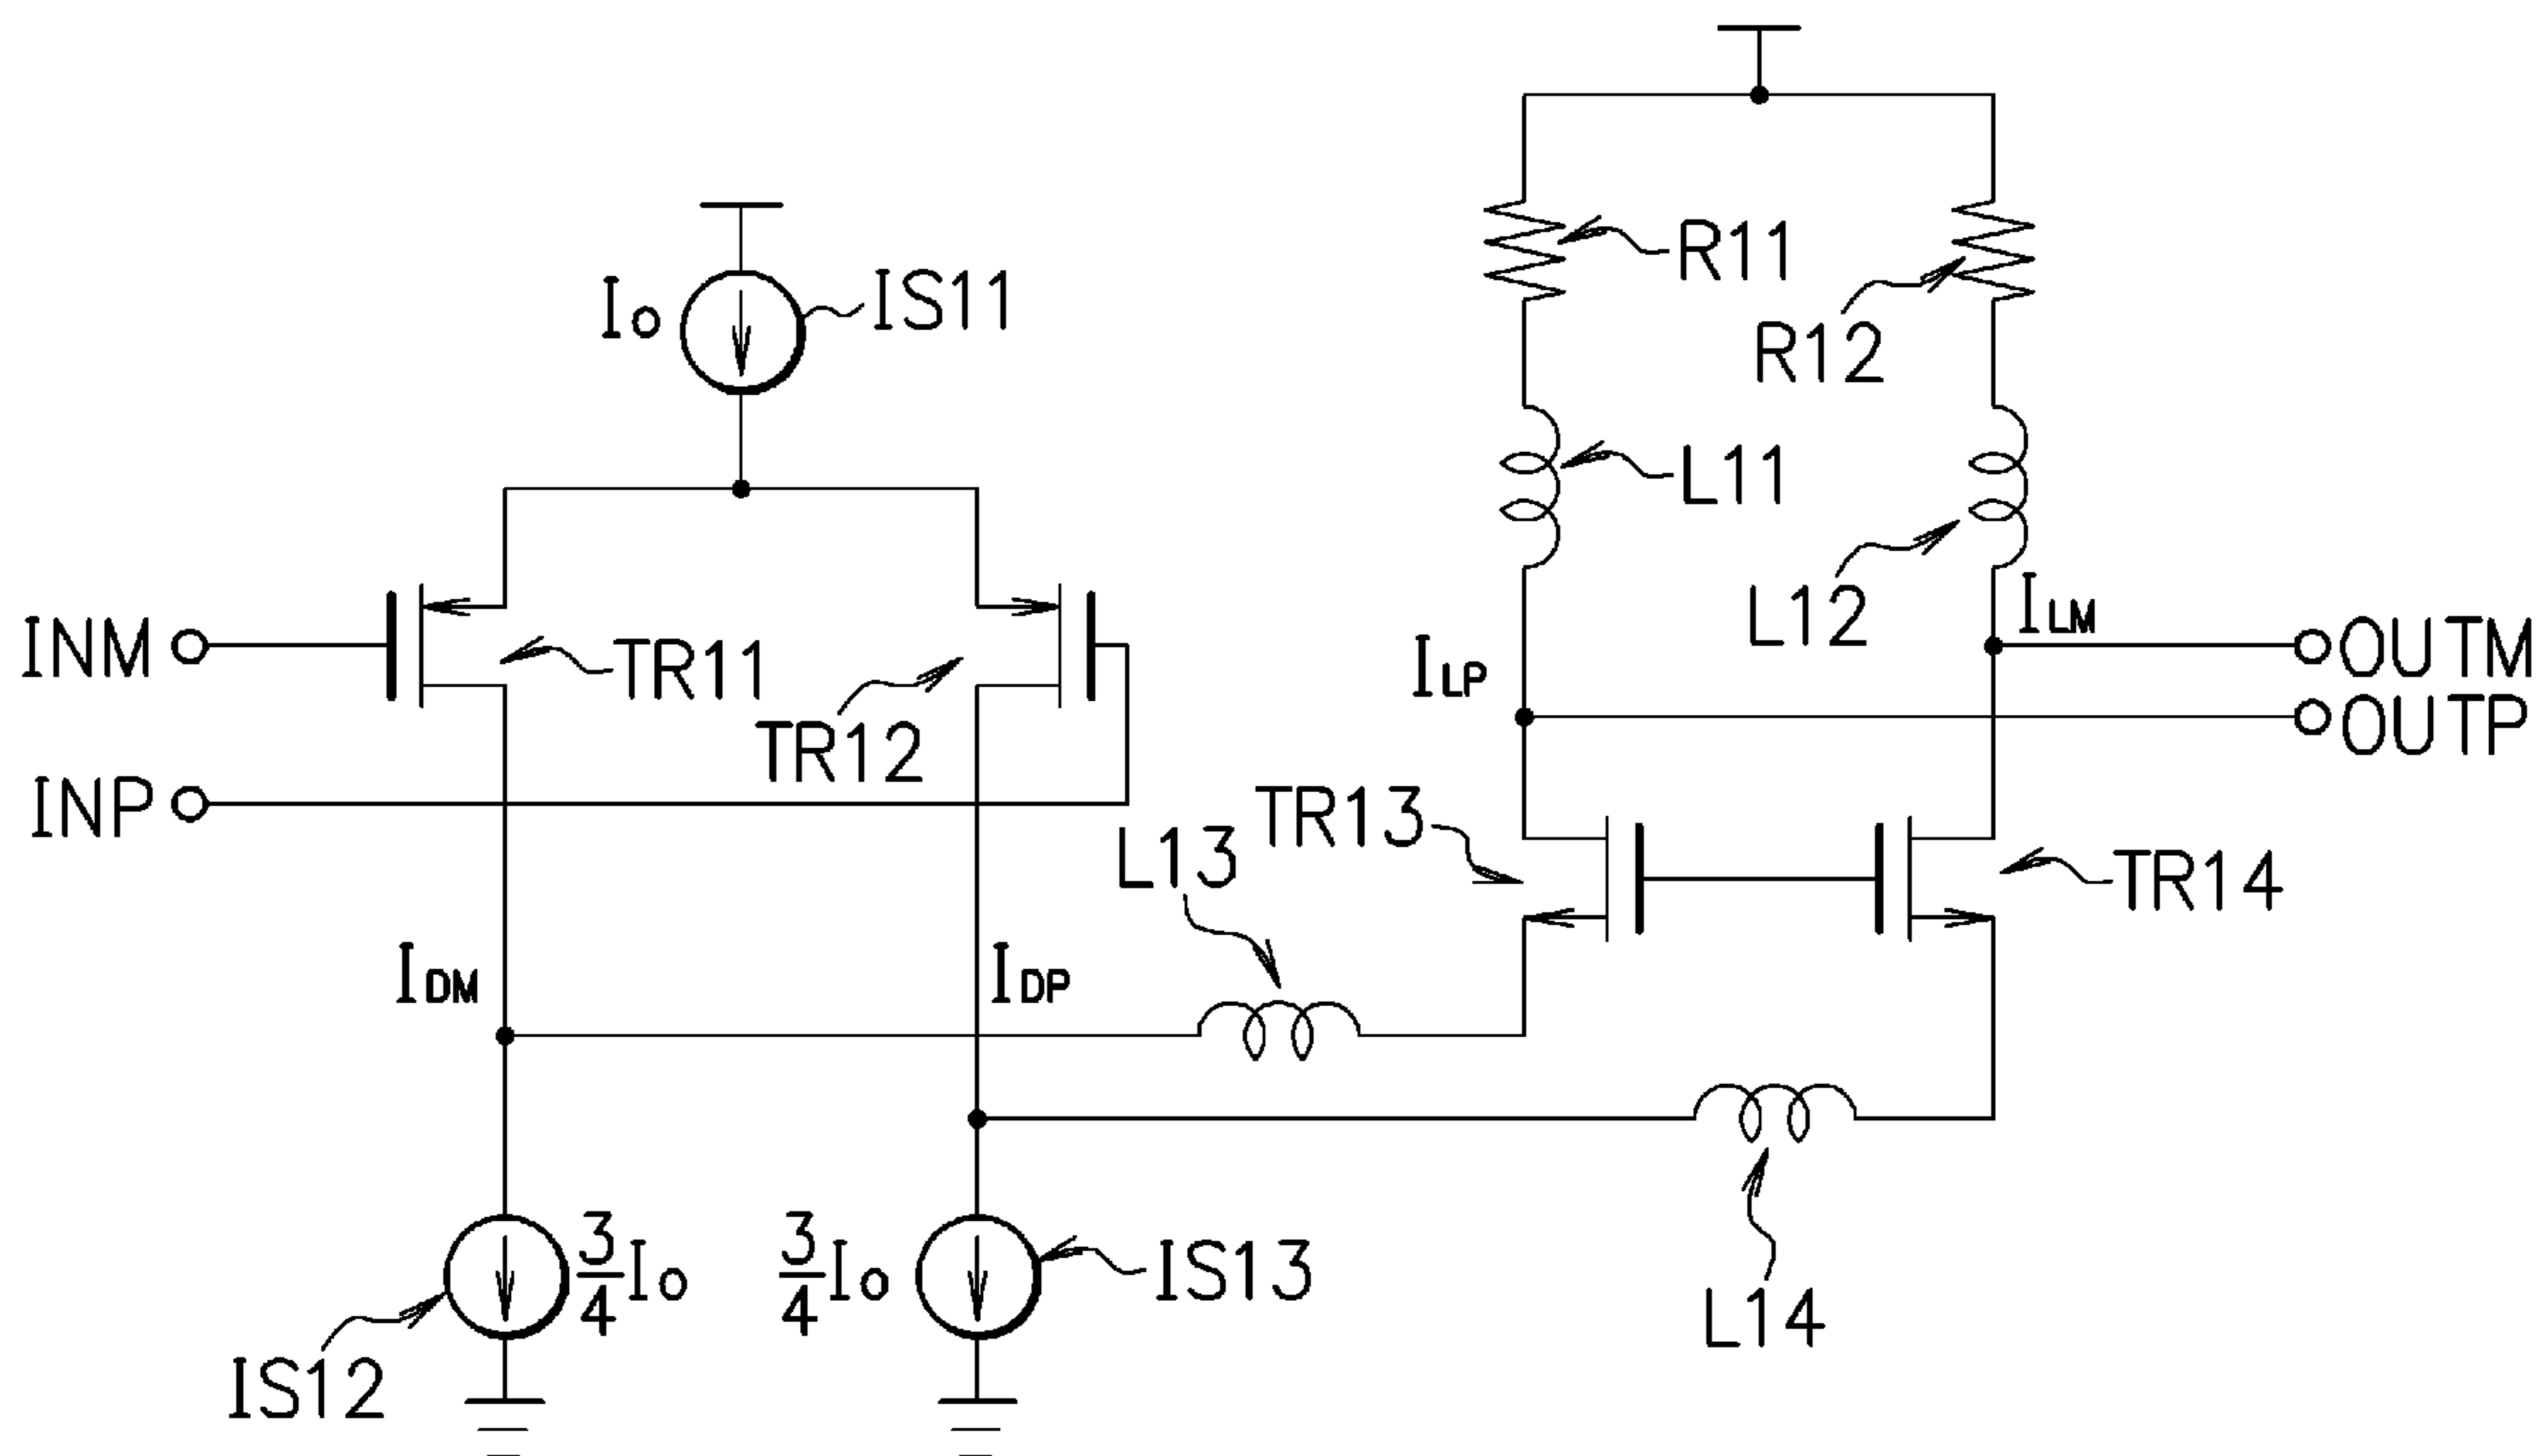 Io
IS11
R11
R12
L11
L12
INM
TR11
TR12
INP
ILP
ILM
OUTM
OUTP
TR13
TR14
L13
IDM
IDP
3/4 Io
3/4 Io
IS12
IS13
L14